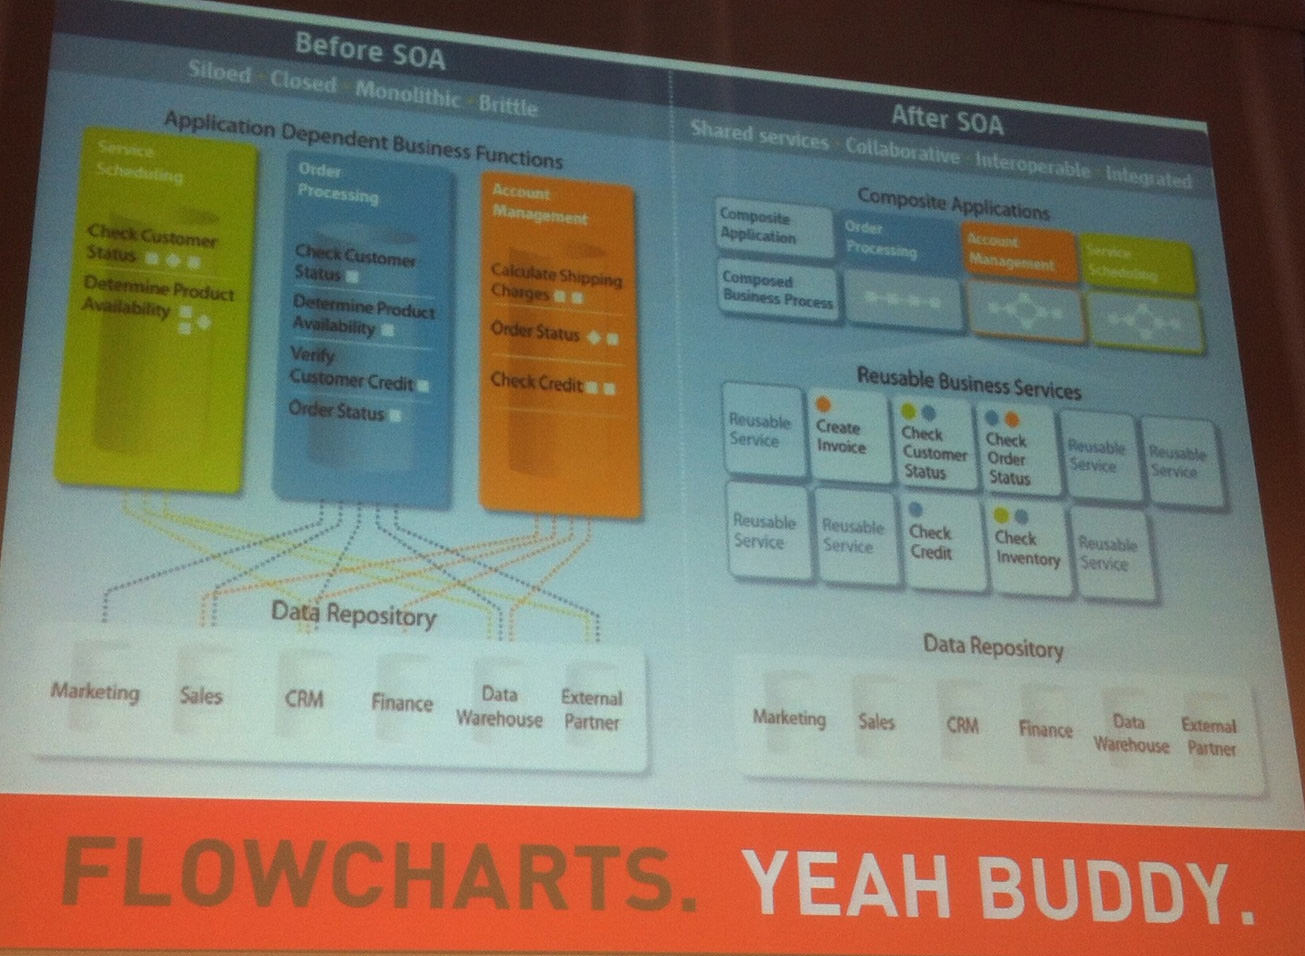 Before SOA
Siloed · Closed · Monolithic · Brittle
Application Dependent Business Functions
Service
Scheduling
Check Customer
Status
Determine Product
Availability
Order
Processing
Check Customer
Status
Determine Product
Availability
Verify
Customer Credit
Order Status
Account
Management
Calculate Shipping
Charges
Order Status
Check Credit
Data Repository
Marketing
Sales
CRM
Finance
Data
Warehouse
External
Partner
After SOA
Shared services · Collaborative · Interoperable · Integrated
Composite Applications
Composite
Application
Order
Processing
Account
Management
Service
Scheduling
Composed
Business Process
Reusable Business Services
Reusable
Service
Create
Invoice
Check
Customer
Status
Check
Order
Status
Reusable
Service
Reusable
Service
Reusable
Service
Reusable
Service
Check
Credit
Check
Inventory
Reusable
Service
Data Repository
Marketing
Sales
CRM
Finance
Data
Warehouse
External
Partner
FLOWCHARTS. YEAH BUDDY.